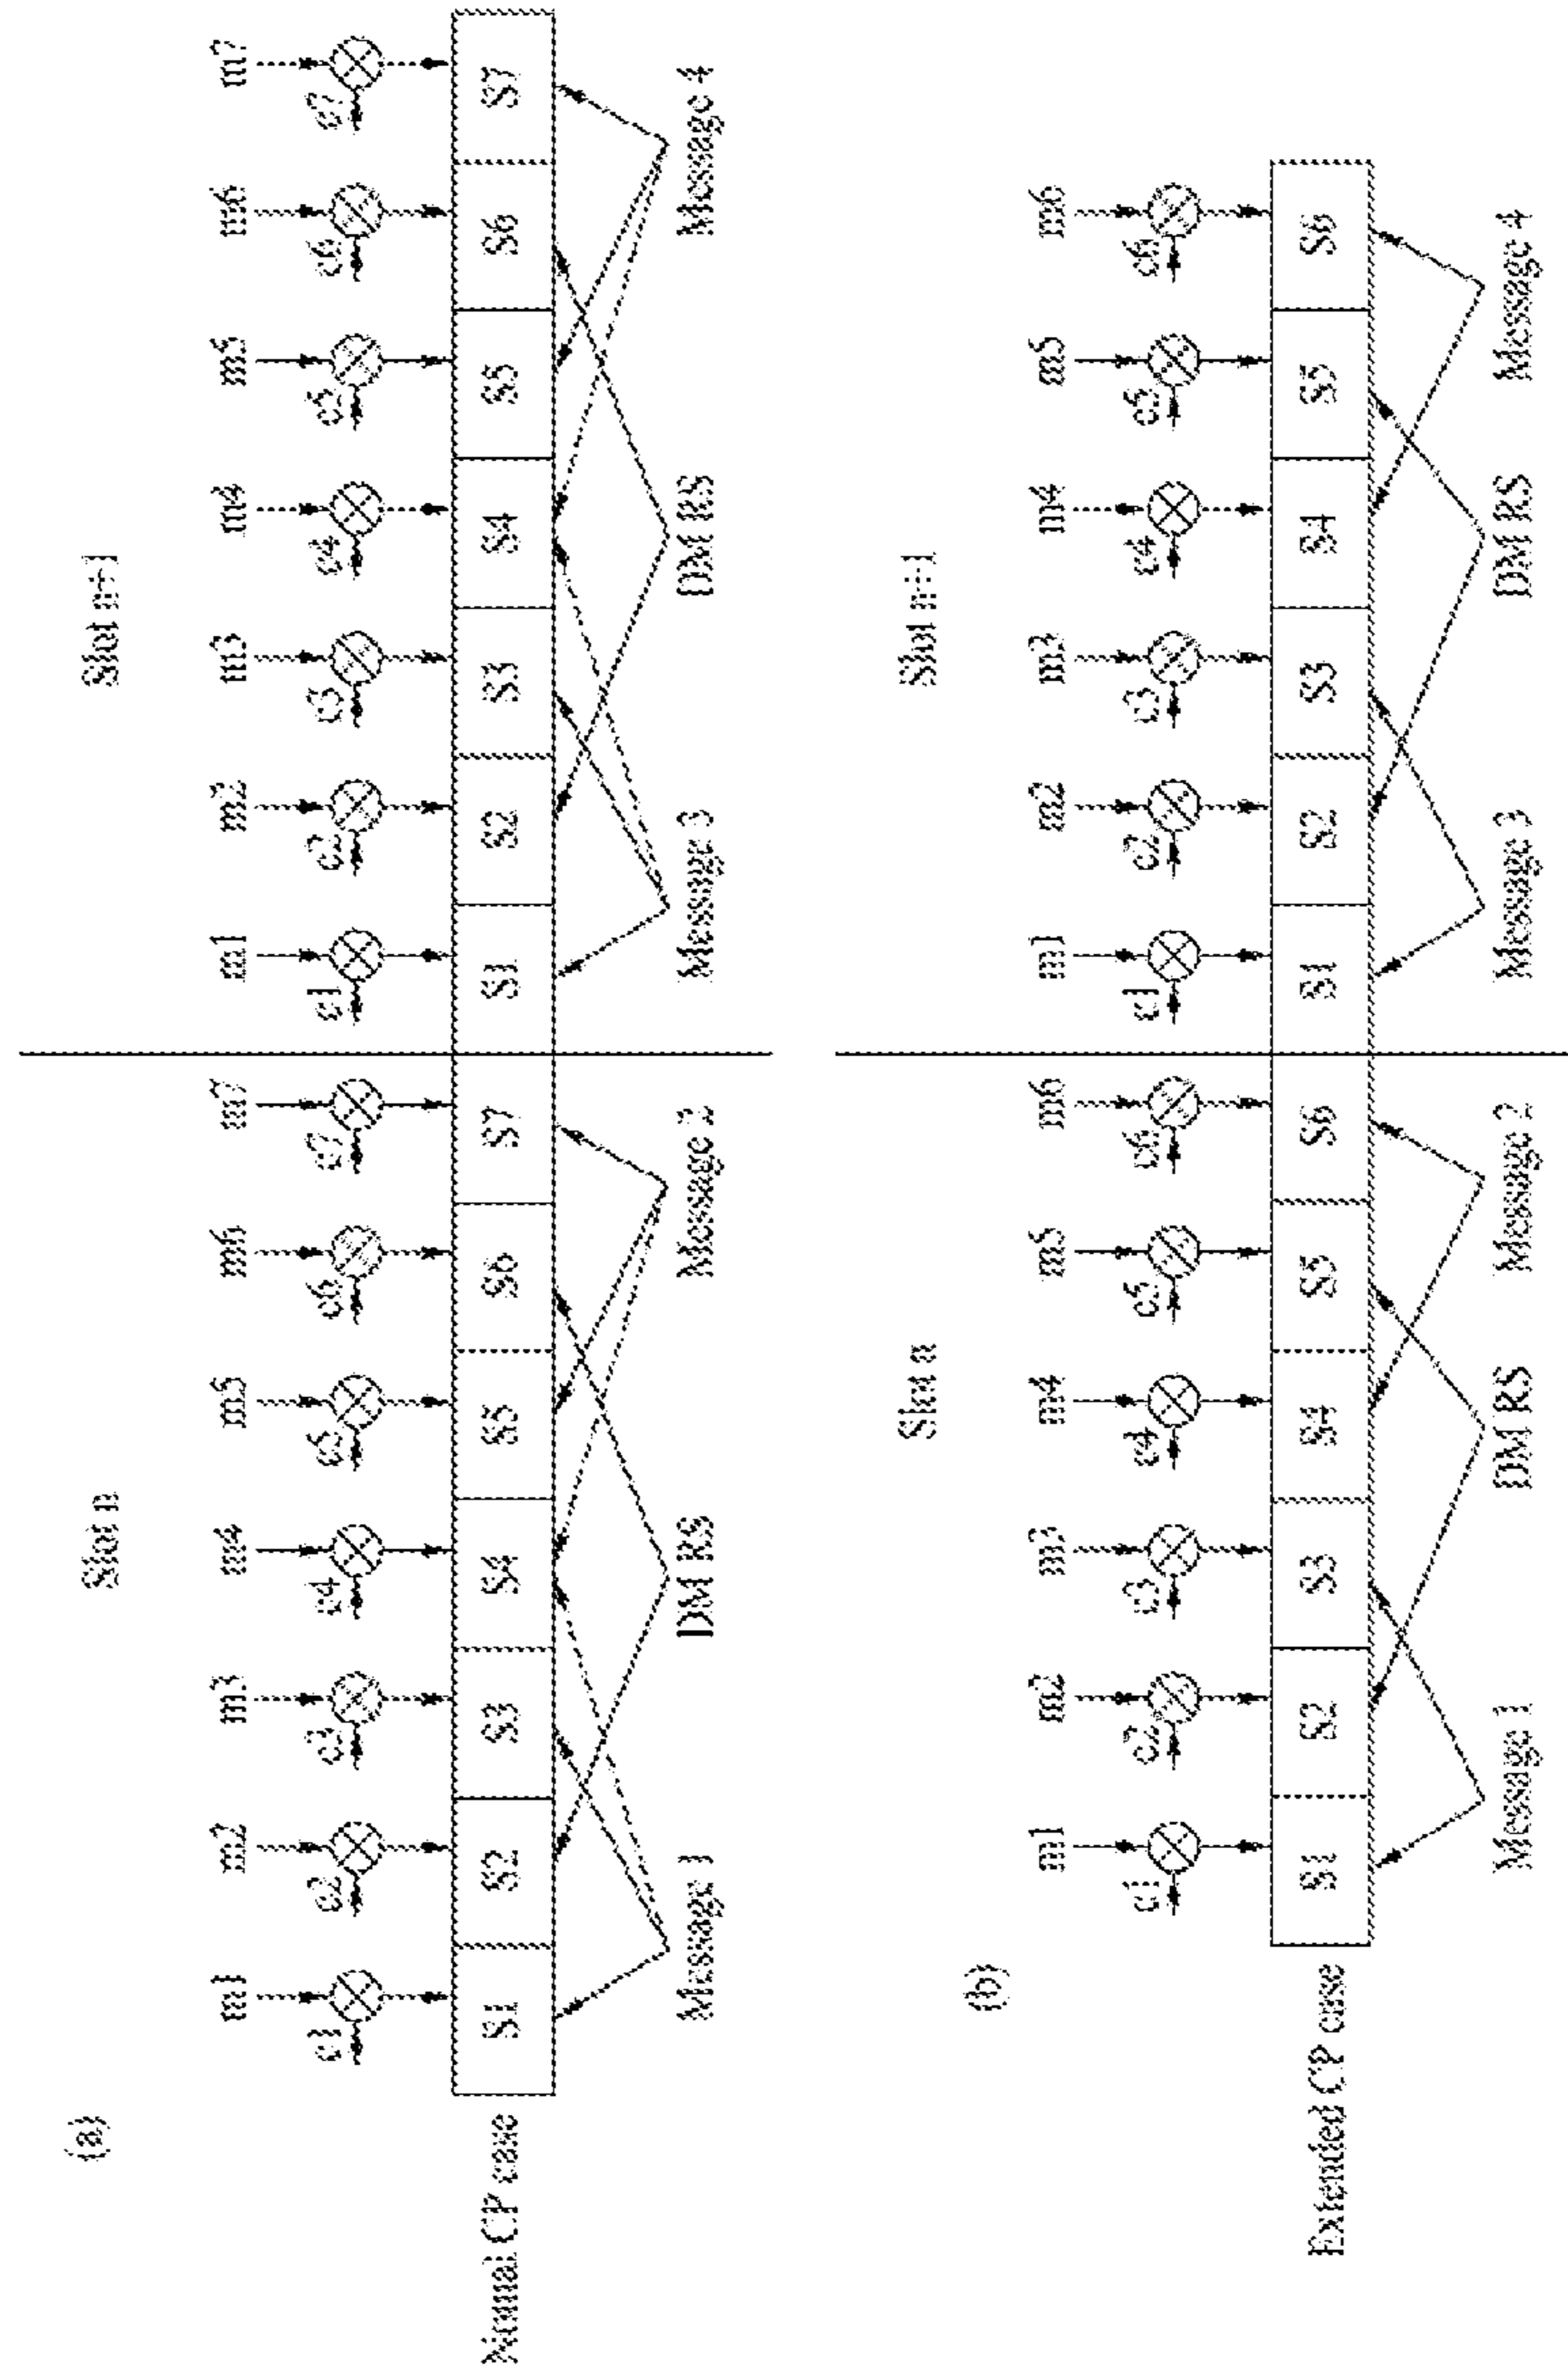 (a)
Slot n
Slot n+1
m1 m2 m3 m4 m5 m6 m7 m1 m2 m3 m4 m5 m6 m7
c1 c2 c3 c4 c5 c6 c7 c1 c2 c3 c4 c5 c6 c7
Normal CP case
S1 S2 S3 S4 S5 S6 S7 S1 S2 S3 S4 S5 S6 S7
Message 1 DM RS Message 2 Message 3 DM RS Message 4
(b)
Slot n
Slot n+1
m1 m2 m3 m4 m5 m6 m1 m2 m3 m4 m5 m6
c1 c2 c3 c4 c5 c6 c1 c2 c3 c4 c5 c6
Extended CP case
S1 S2 S3 S4 S5 S6 S1 S2 S3 S4 S5 S6
Message 1 DM RS Message 2 Message 3 DM RS Message 4